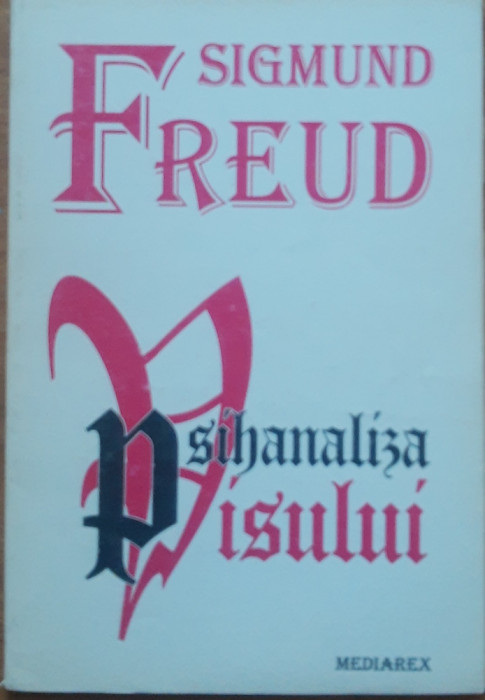 SIGMUND
FREUD
Psihanaliza
Visului
MEDIAREX